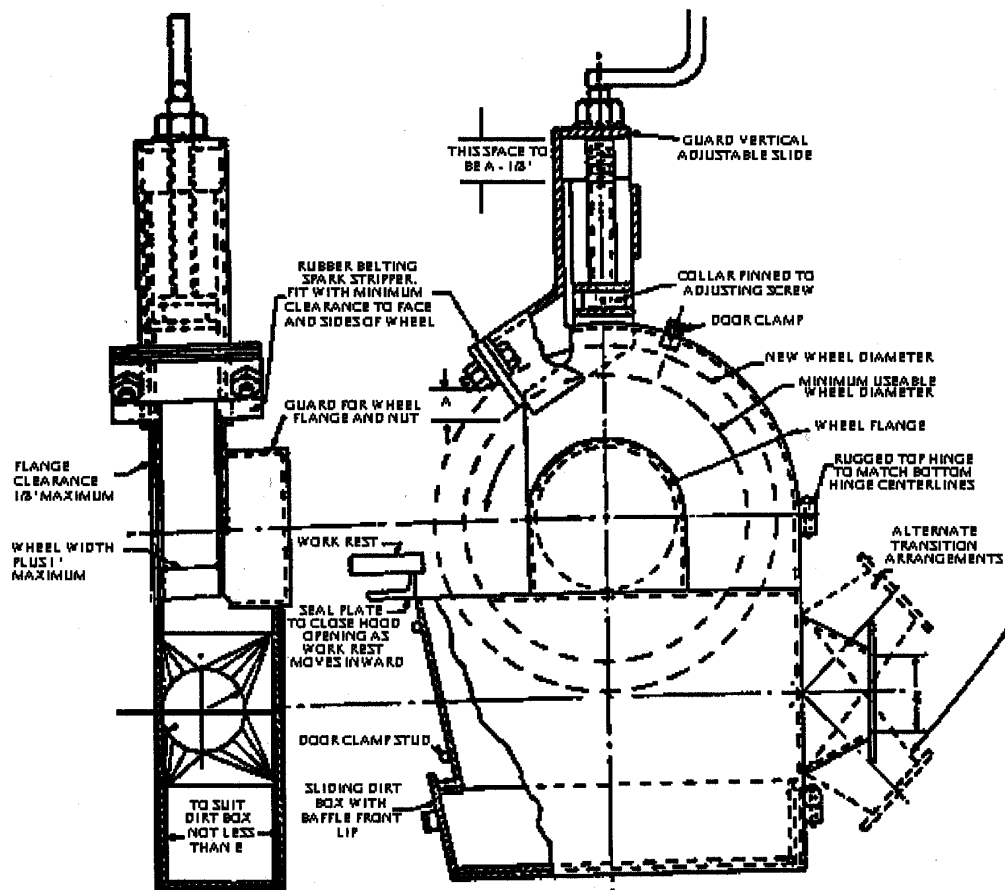 THIS SPACE TO
BE A - 1/8'
GUARD VERTICAL
ADJUSTABLE SLIDE
RUBBER BELTING
SPARK STRIPPER.
FIT WITH MINIMUM
CLEARANCE TO FACE
AND SIDES OF WHEEL
COLLAR PINNED TO
ADJUSTING SCREW
DOOR CLAMP
NEW WHEEL DIAMETER
MINIMUM USEABLE
WHEEL DIAMETER
A
GUARD FOR WHEEL
FLANGE AND NUT
WHEEL FLANGE
FLANGE
CLEARANCE
1/8' MAXIMUM
RUGGED TOP HINGE
TO MATCH BOTTOM
HINGE CENTERLINES
WHEEL WIDTH
PLUS 1'
MAXIMUM
WORK REST
ALTERNATE
TRANSITION
ARRANGEMENTS
SEAL PLATE
TO CLOSE HOOD
OPENING AS
WORK REST
MOVES INWARD
DOOR CLAMP STUD
SLIDING DIRT
BOX WITH
BAFFLE FRONT
LIP
TO SUIT
DIRT BOX
NOT LESS
THAN B